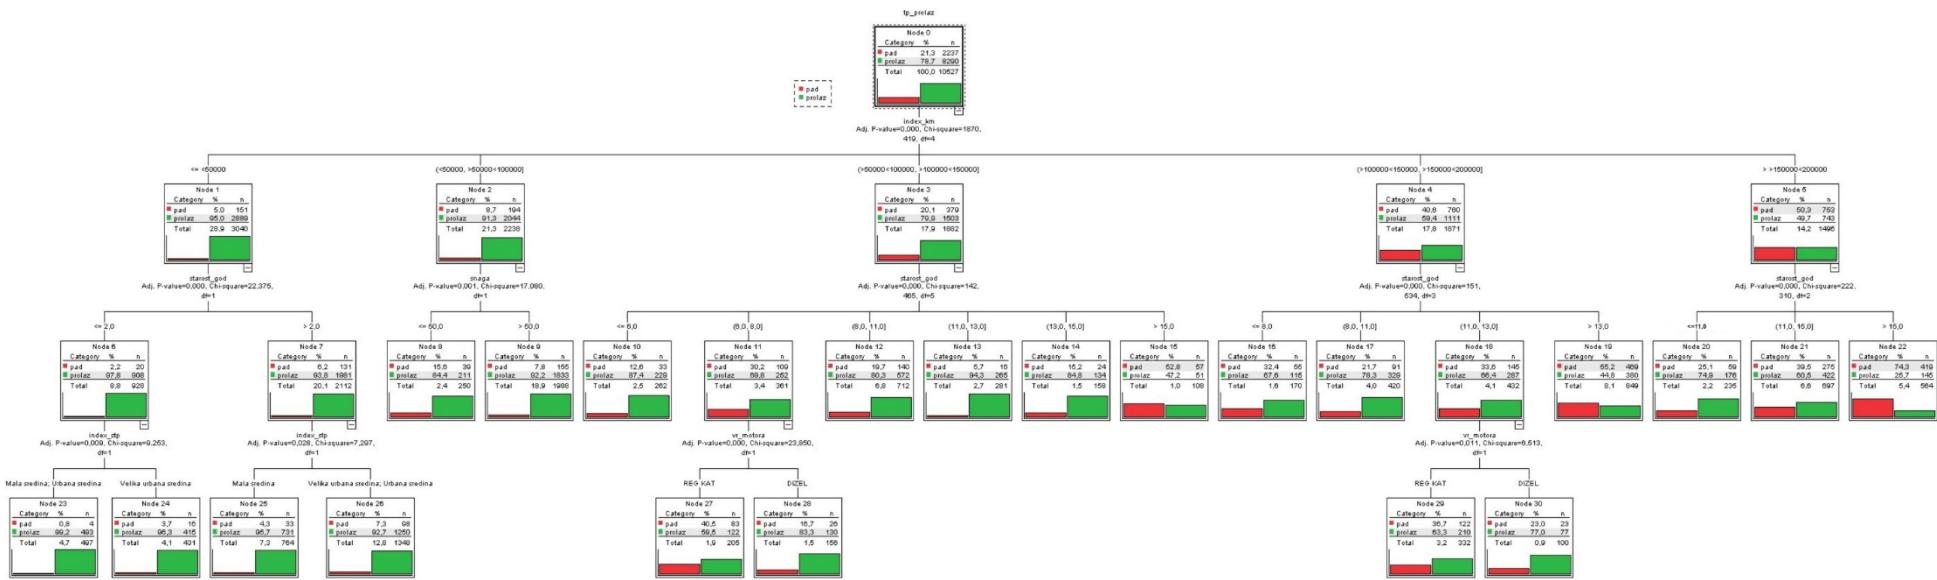 tp_prolaz
Node 0
Category % n
pad 21,3 2237
prolaz 78,7 8290
Total 100,0 10527
pad
prolaz
index_km
Adj. P-value=0,000, Chi-square=1870,
419, df=4
<= <50000
(<50000, >50000<100000]
(>50000<100000, >100000<150000]
(>100000<150000, >150000<200000]
> >150000<200000
Node 1
Category % n
pad 5,0 151
prolaz 95,0 2889
Total 28,9 3040
Node 2
Category % n
pad 8,7 194
prolaz 91,3 2044
Total 21,3 2238
Node 3
Category % n
pad 20,1 379
prolaz 79,9 1503
Total 17,9 1882
Node 4
Category % n
pad 40,6 760
prolaz 59,4 1111
Total 17,8 1871
Node 5
Category % n
pad 50,3 753
prolaz 49,7 743
Total 14,2 1496
starost_god
Adj. P-value=0,000, Chi-square=22,375,
df=1
snaga
Adj. P-value=0,001, Chi-square=17,080,
df=1
starost_god
Adj. P-value=0,000, Chi-square=142,
465, df=5
starost_god
Adj. P-value=0,000, Chi-square=151,
634, df=3
starost_god
Adj. P-value=0,000, Chi-square=222,
310, df=2
<= 2,0
> 2,0
<= 50,0
> 50,0
<= 6,0
(6,0, 8,0]
(8,0, 11,0]
(11,0, 13,0]
(13,0, 15,0]
> 15,0
<= 8,0
(8,0, 11,0]
(11,0, 13,0]
> 13,0
<=11,0
(11,0, 15,0]
> 15,0
Node 6
Category % n
pad 2,2 20
prolaz 97,8 908
Total 8,8 928
Node 7
Category % n
pad 6,2 131
prolaz 93,8 1981
Total 20,1 2112
Node 8
Category % n
pad 15,6 39
prolaz 84,4 211
Total 2,4 250
Node 9
Category % n
pad 7,8 155
prolaz 92,2 1833
Total 18,9 1988
Node 10
Category % n
pad 12,6 33
prolaz 87,4 229
Total 2,5 262
Node 11
Category % n
pad 30,2 109
prolaz 69,8 252
Total 3,4 361
Node 12
Category % n
pad 19,7 140
prolaz 80,3 572
Total 6,8 712
Node 13
Category % n
pad 5,7 16
prolaz 94,3 265
Total 2,7 281
Node 14
Category % n
pad 15,2 24
prolaz 84,8 134
Total 1,5 158
Node 15
Category % n
pad 52,8 57
prolaz 47,2 51
Total 1,0 108
Node 16
Category % n
pad 32,4 55
prolaz 67,6 115
Total 1,6 170
Node 17
Category % n
pad 21,7 91
prolaz 78,3 329
Total 4,0 420
Node 18
Category % n
pad 33,6 145
prolaz 66,4 287
Total 4,1 432
Node 19
Category % n
pad 55,2 469
prolaz 44,8 380
Total 8,1 849
Node 20
Category % n
pad 25,1 59
prolaz 74,9 176
Total 2,2 235
Node 21
Category % n
pad 39,5 275
prolaz 60,5 422
Total 6,6 697
Node 22
Category % n
pad 74,3 419
prolaz 25,7 145
Total 5,4 564
index_stp
Adj. P-value=0,009, Chi-square=9,253,
df=1
index_stp
Adj. P-value=0,028, Chi-square=7,297,
df=1
vr_motora
Adj. P-value=0,000, Chi-square=23,850,
df=1
vr_motora
Adj. P-value=0,011, Chi-square=6,513,
df=1
Mala sredina; Urbana sredina
Velika urbana sredina
Mala sredina
Velika urbana sredina; Urbana sredina
REG KAT
DIZEL
REG KAT
DIZEL
Node 23
Category % n
pad 0,8 4
prolaz 99,2 493
Total 4,7 497
Node 24
Category % n
pad 3,7 16
prolaz 96,3 415
Total 4,1 431
Node 25
Category % n
pad 4,3 33
prolaz 95,7 731
Total 7,3 764
Node 26
Category % n
pad 7,3 98
prolaz 92,7 1250
Total 12,8 1348
Node 27
Category % n
pad 40,5 83
prolaz 59,5 122
Total 1,9 205
Node 28
Category % n
pad 16,7 26
prolaz 83,3 130
Total 1,5 156
Node 29
Category % n
pad 36,7 122
prolaz 63,3 210
Total 3,2 332
Node 30
Category % n
pad 23,0 23
prolaz 77,0 77
Total 0,9 100